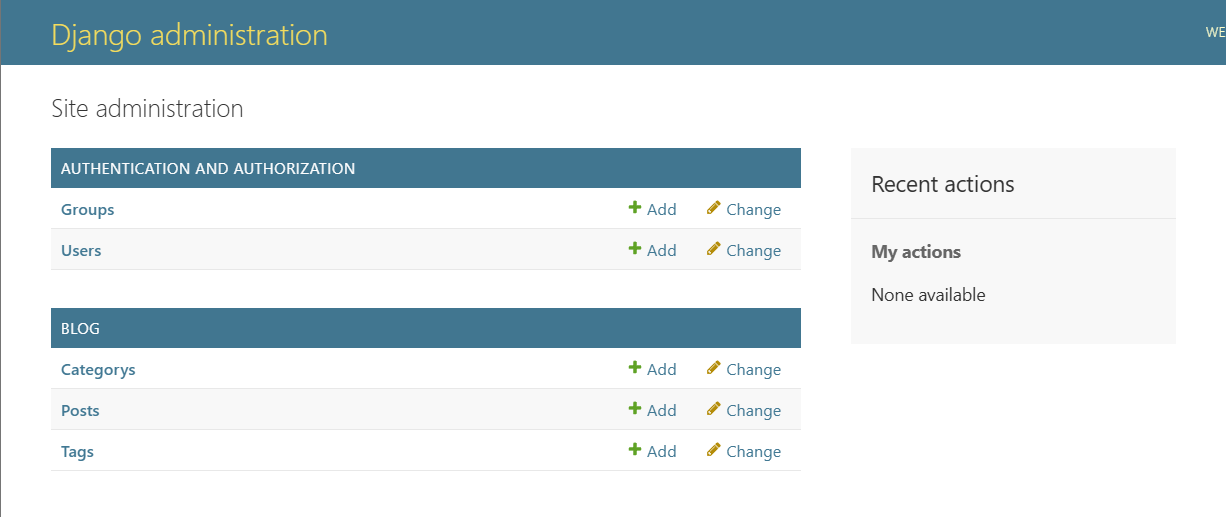 Django administration
WE
Site administration
AUTHENTICATION AND AUTHORIZATION
Groups Add Change
Users Add Change
BLOG
Categorys Add Change
Posts Add Change
Tags Add Change
Recent actions
My actions
None available